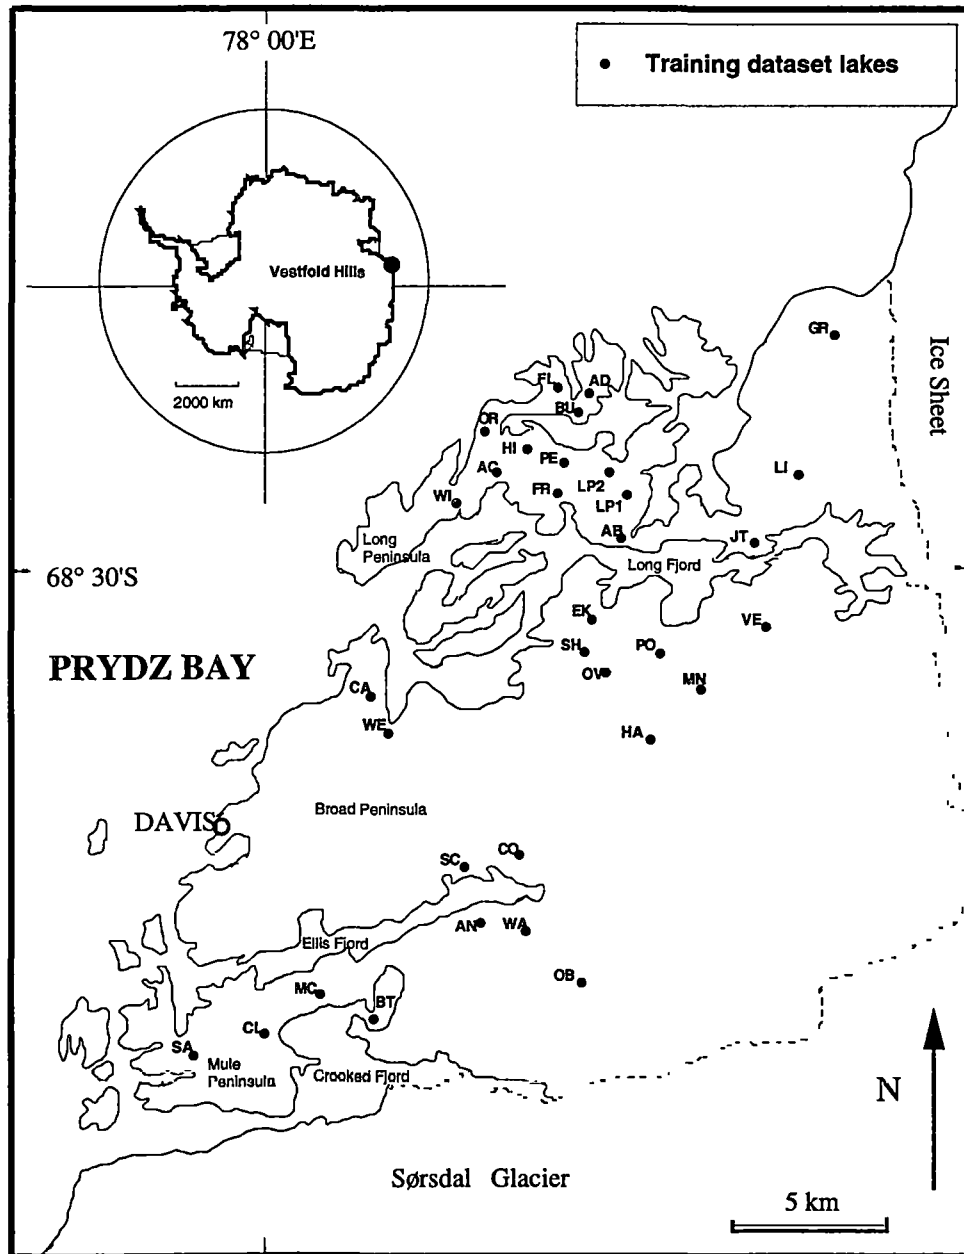 78° 00'E
Training dataset lakes
Vestfold Hills
2000 km
GR
Ice Sheet
FL
AD
BU
OR
HI
PE
AC
LP2
LI
WI
FR
LP1
AB
JT
Long
Peninsula
Long Fjord
68° 30'S
EK
VE
SH
PO
PRYDZ BAY
OV
CA
MN
WE
HA
Broad Peninsula
DAVIS
SC
CO
AN
WA
Ellis Fjord
OB
MC
BT
CL
SA
Mule
Peninsula
Crooked Fjord
N
Sørsdal Glacier
5 km